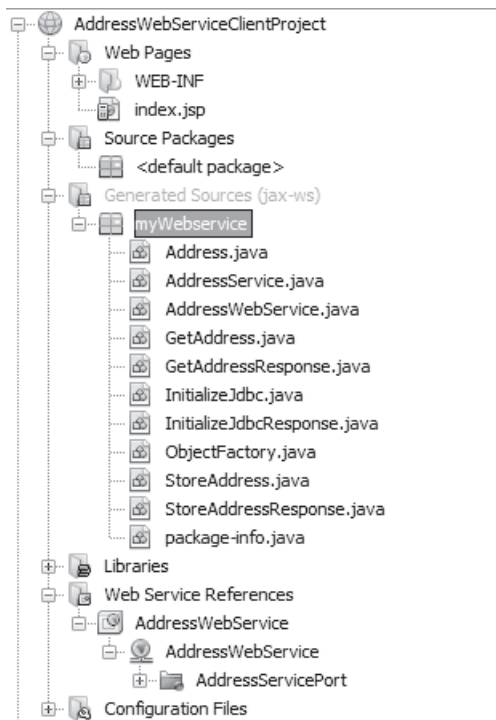 AddressWebServiceClientProject
Web Pages
WEB-INF
index.jsp
Source Packages
<default package>
Generated Sources (jax-ws)
myWebservice
Address.java
AddressService.java
AddressWebService.java
GetAddress.java
GetAddressResponse.java
InitializeJdbc.java
InitializeJdbcResponse.java
ObjectFactory.java
StoreAddress.java
StoreAddressResponse.java
package-info.java
Libraries
Web Service References
AddressWebService
AddressWebService
AddressServicePort
Configuration Files